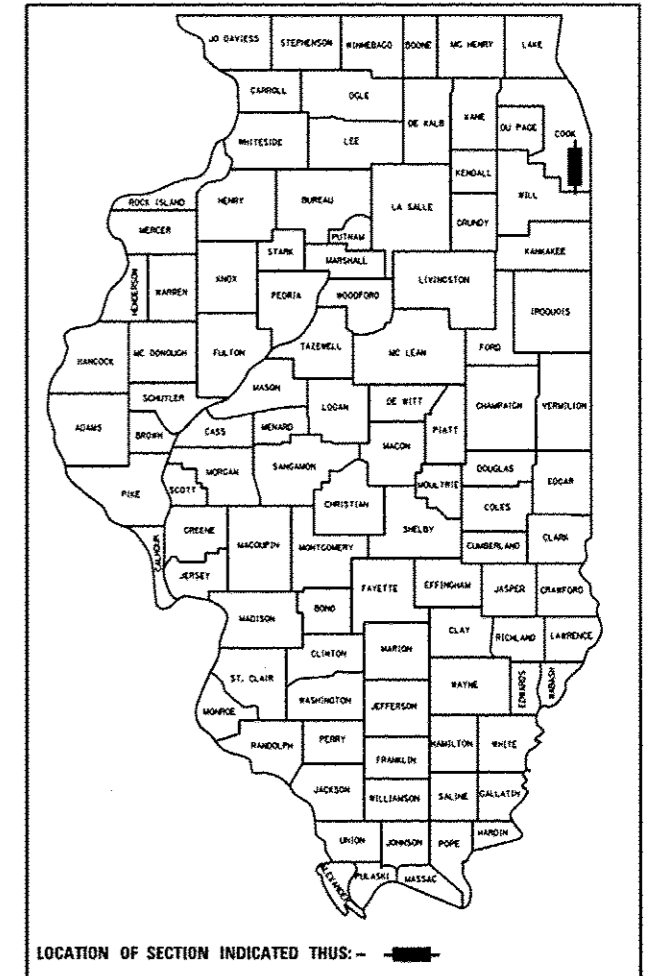 JO DAVIESS STEPHENSON WINNEBAGO BOONE MC HENRY LAKE
CARROLL OGLE DE KALB KANE DU PAGE COOK
WHITESIDE LEE KENDALL WILL
ROCK ISLAND HENRY BUREAU LA SALLE GRUNDY
MERCER PUTNAM KANKAKEE
STARK MARSHALL
HENDERSON WARREN KNOX PEORIA WOODFORD LIVINGSTON IROQUOIS
HANCOCK MC DONOUGH FULTON TAZEWELL MC LEAN FORD
SCHUYLER MASON LOGAN DE WITT CHAMPAIGN VERMILION
ADAMS BROWN CASS MENARD MACON PIATT
PIKE SCOTT MORGAN SANGAMON MOULTRIE DOUGLAS EDGAR
CHRISTIAN COLES
GREENE MACOUPIN MONTGOMERY SHELBY CUMBERLAND CLARK
CALHOUN JERSEY FAYETTE EFFINGHAM JASPER CRAWFORD
MADISON BOND CLAY RICHLAND LAWRENCE
CLINTON MARION
ST. CLAIR WASHINGTON WAYNE EDWARDS WABASH
MONROE JEFFERSON
RANDOLPH PERRY HAMILTON WHITE
FRANKLIN
JACKSON WILLIAMSON SALINE GALLATIN
UNION JOHNSON POPE HARDIN
ALEXANDER PULASKI MASSAC
LOCATION OF SECTION INDICATED THUS: -